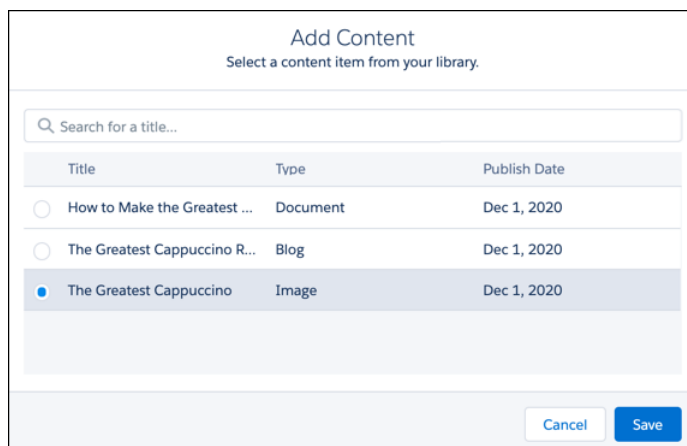 Add Content
Select a content item from your library.
Search for a title...
Title Type Publish Date
How to Make the Greatest ... Document Dec 1, 2020
The Greatest Cappuccino R... Blog Dec 1, 2020
The Greatest Cappuccino Image Dec 1, 2020
Cancel Save